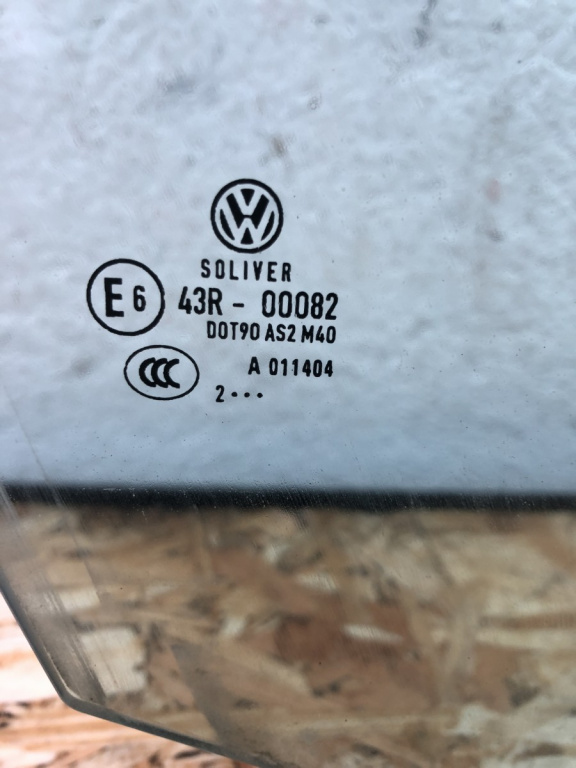 VW
SOLIVER
E6 43R - 00082
DOT90 AS2 M40
CCC A 011404
2•••